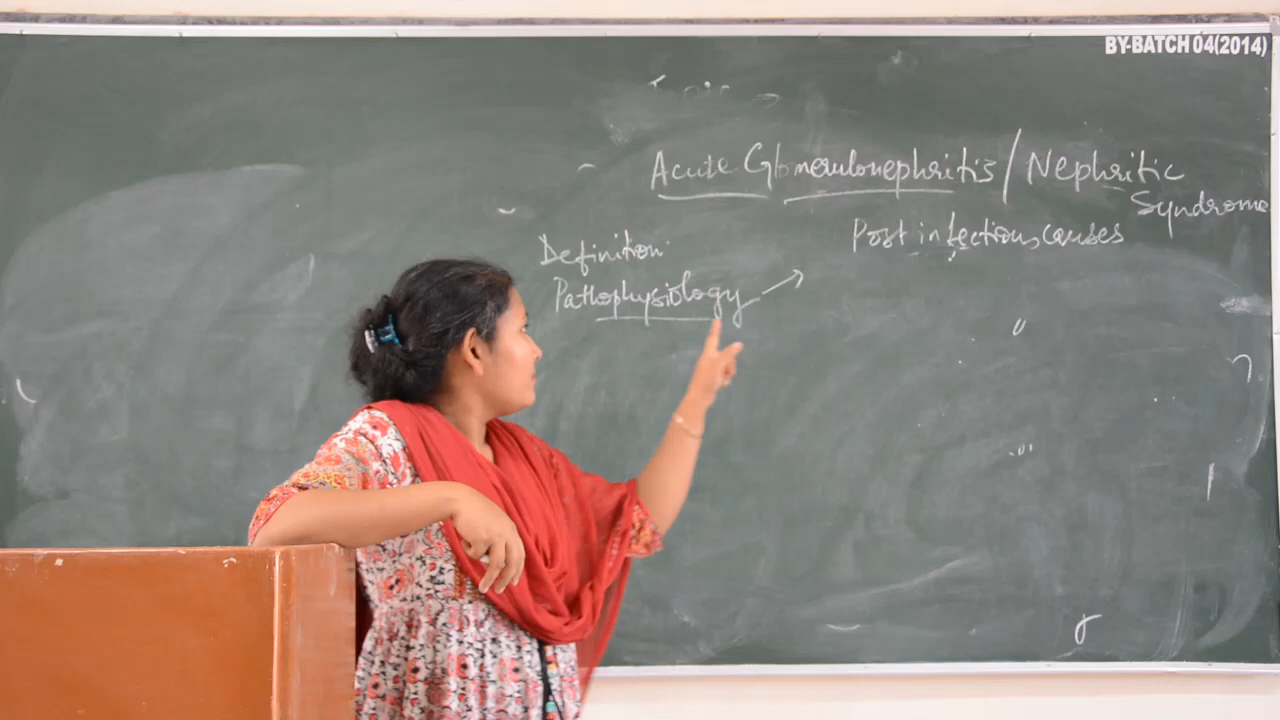 BY-BATCH 04(2014)
Acute Glomerulonephritis/Nephritic
Syndrome
Post infectious causes
Definition
Pathophysiology →